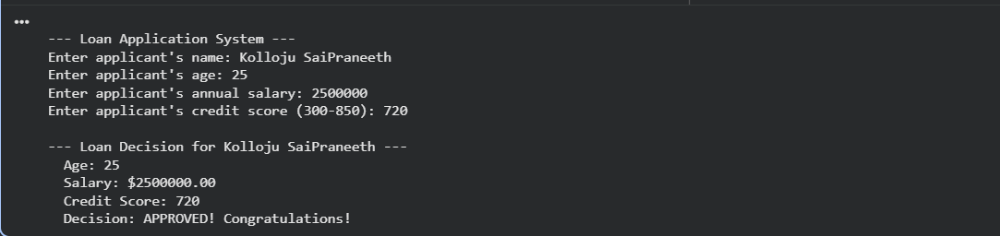 --- Loan Application System ---
Enter applicant's name: Kolloju SaiPraneeth
Enter applicant's age: 25
Enter applicant's annual salary: 2500000
Enter applicant's credit score (300-850): 720
--- Loan Decision for Kolloju SaiPraneeth ---
Age: 25
Salary: $2500000.00
Credit Score: 720
Decision: APPROVED! Congratulations!